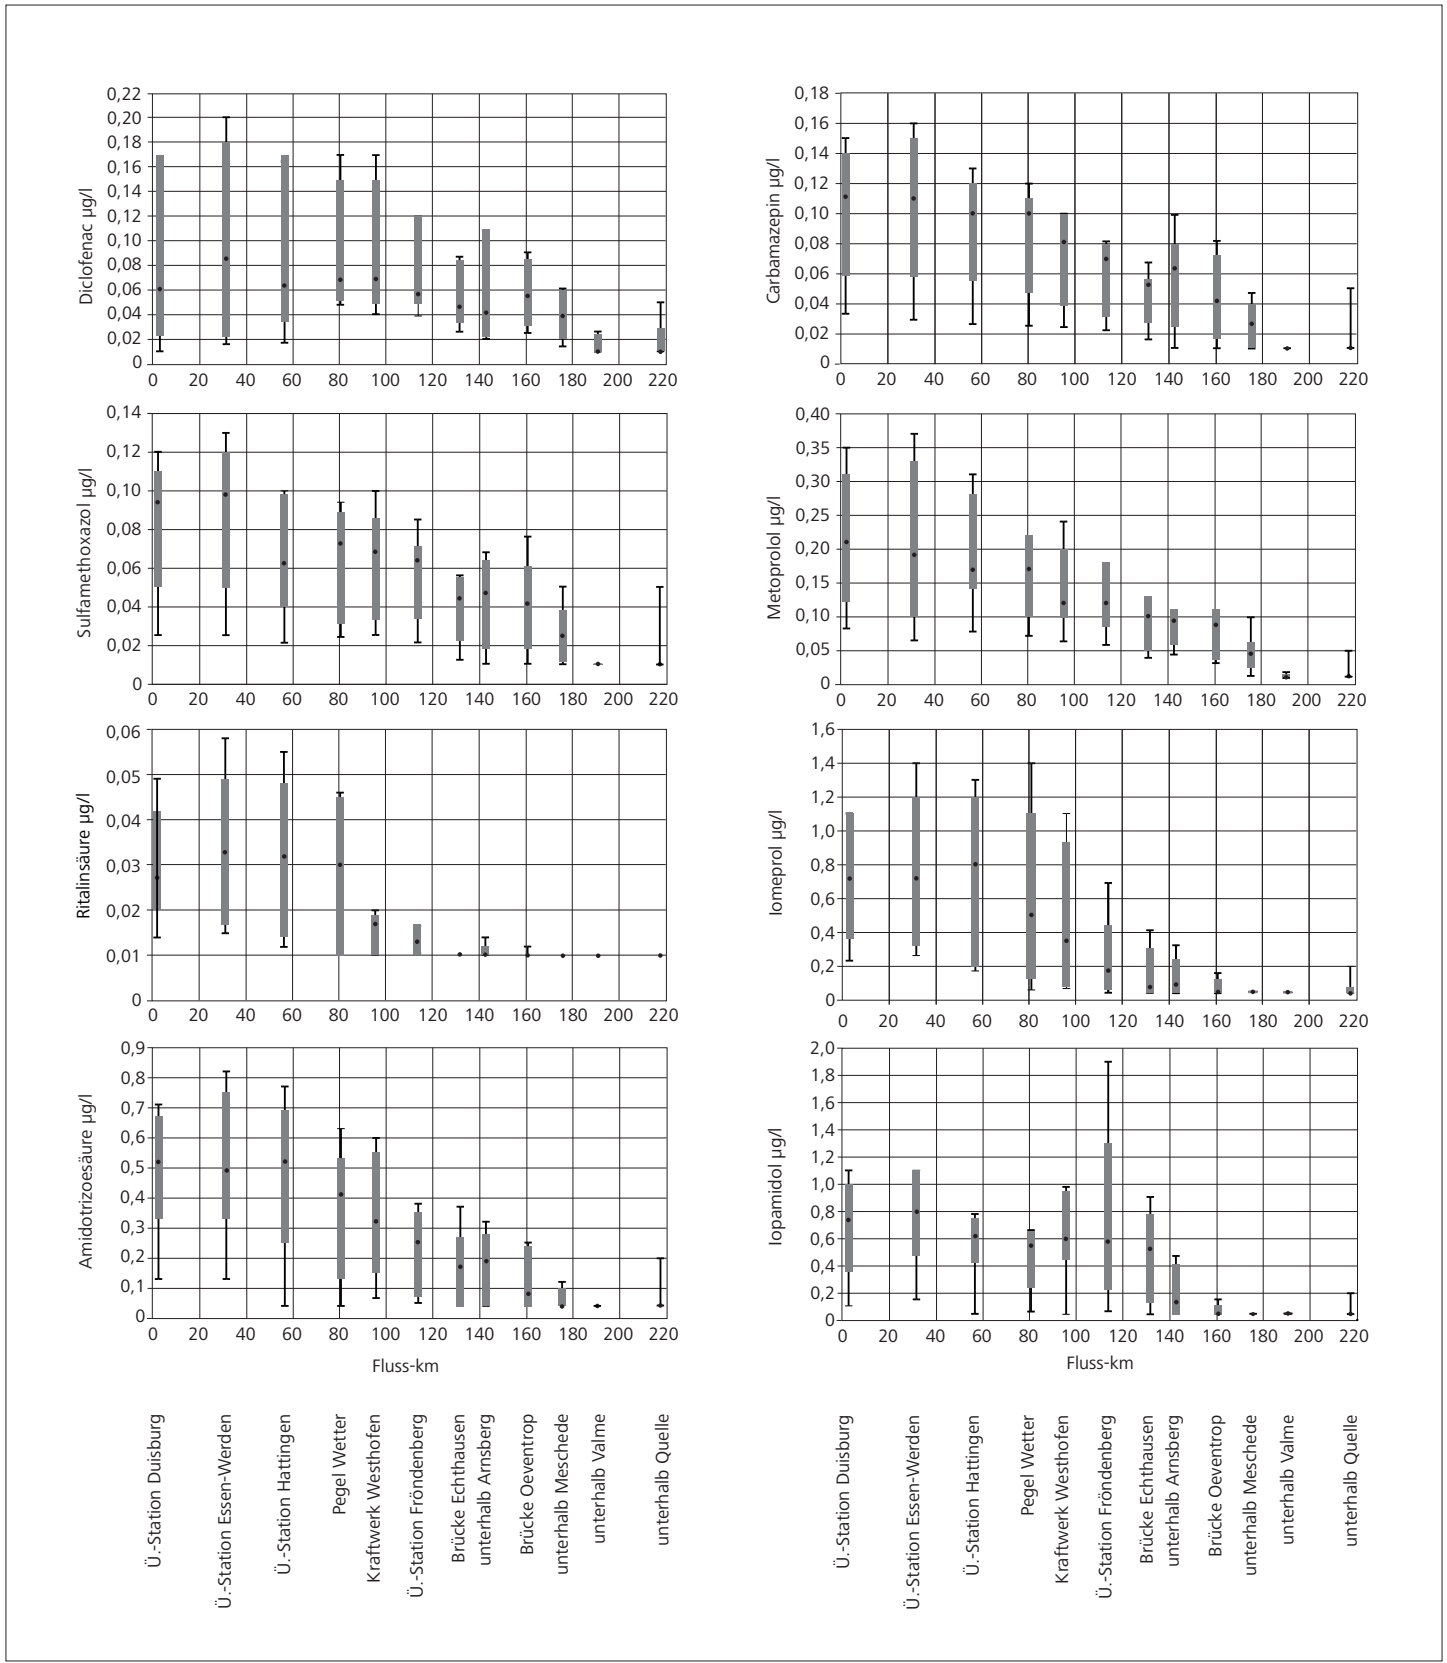 Diclofenac µg/l
0,22
0,20
0,18
0,16
0,14
0,12
0,10
0,08
0,06
0,04
0,02
0
0 20 40 60 80 100 120 140 160 180 200 220
Carbamazepin µg/l
0,18
0,16
0,14
0,12
0,10
0,08
0,06
0,04
0,02
0
0 20 40 60 80 100 120 140 160 180 200 220
Sulfamethoxazol µg/l
0,14
0,12
0,10
0,08
0,06
0,04
0,02
0
0 20 40 60 80 100 120 140 160 180 200 220
Metoprolol µg/l
0,40
0,35
0,30
0,25
0,20
0,15
0,10
0,05
0
0 20 40 60 80 100 120 140 160 180 200 220
Ritalinsäure µg/l
0,06
0,05
0,04
0,03
0,02
0,01
0
0 20 40 60 80 100 120 140 160 180 200 220
Iomeprol µg/l
1,6
1,4
1,2
1,0
0,8
0,6
0,4
0,2
0
0 20 40 60 80 100 120 140 160 180 200 220
Amidotrizoesäure µg/l
0,9
0,8
0,7
0,6
0,5
0,4
0,3
0,2
0,1
0
0 20 40 60 80 100 120 140 160 180 200 220
Fluss-km
Iopamidol µg/l
2,0
1,8
1,6
1,4
1,2
1,0
0,8
0,6
0,4
0,2
0
0 20 40 60 80 100 120 140 160 180 200 220
Fluss-km
Ü.-Station Duisburg
Ü.-Station Essen-Werden
Ü.-Station Hattingen
Pegel Wetter
Kraftwerk Westhofen
Ü.-Station Fröndenberg
Brücke Echthausen
unterhalb Arnsberg
Brücke Oeventrop
unterhalb Meschede
unterhalb Valme
unterhalb Quelle
Ü.-Station Duisburg
Ü.-Station Essen-Werden
Ü.-Station Hattingen
Pegel Wetter
Kraftwerk Westhofen
Ü.-Station Fröndenberg
Brücke Echthausen
unterhalb Arnsberg
Brücke Oeventrop
unterhalb Meschede
unterhalb Valme
unterhalb Quelle